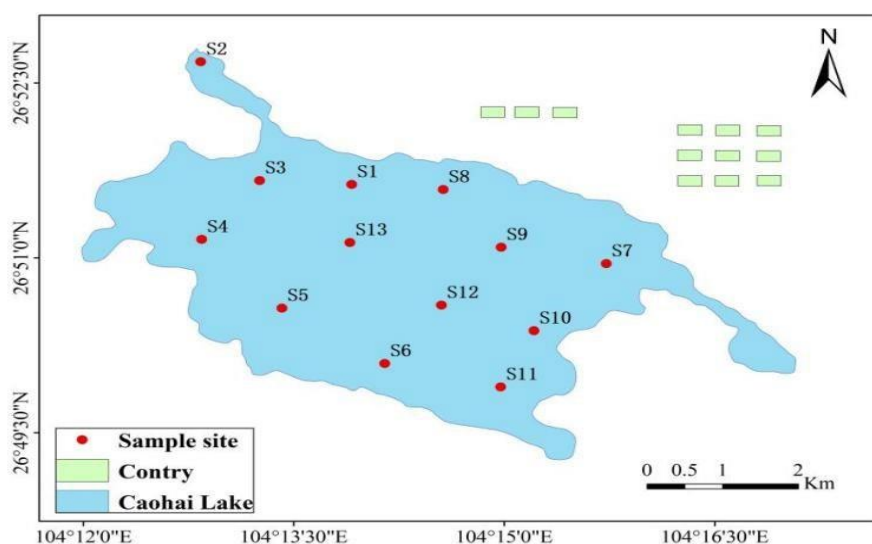 N
S2
S3
S1
S8
S4
S13
S9
S7
S5
S12
S10
S6
S11
26°52'30"N
26°51'0"N
26°49'30"N
Sample site
Contry
Caohai Lake
0 0.5 1 2
Km
104°12'0"E 104°13'30"E 104°15'0"E 104°16'30"E